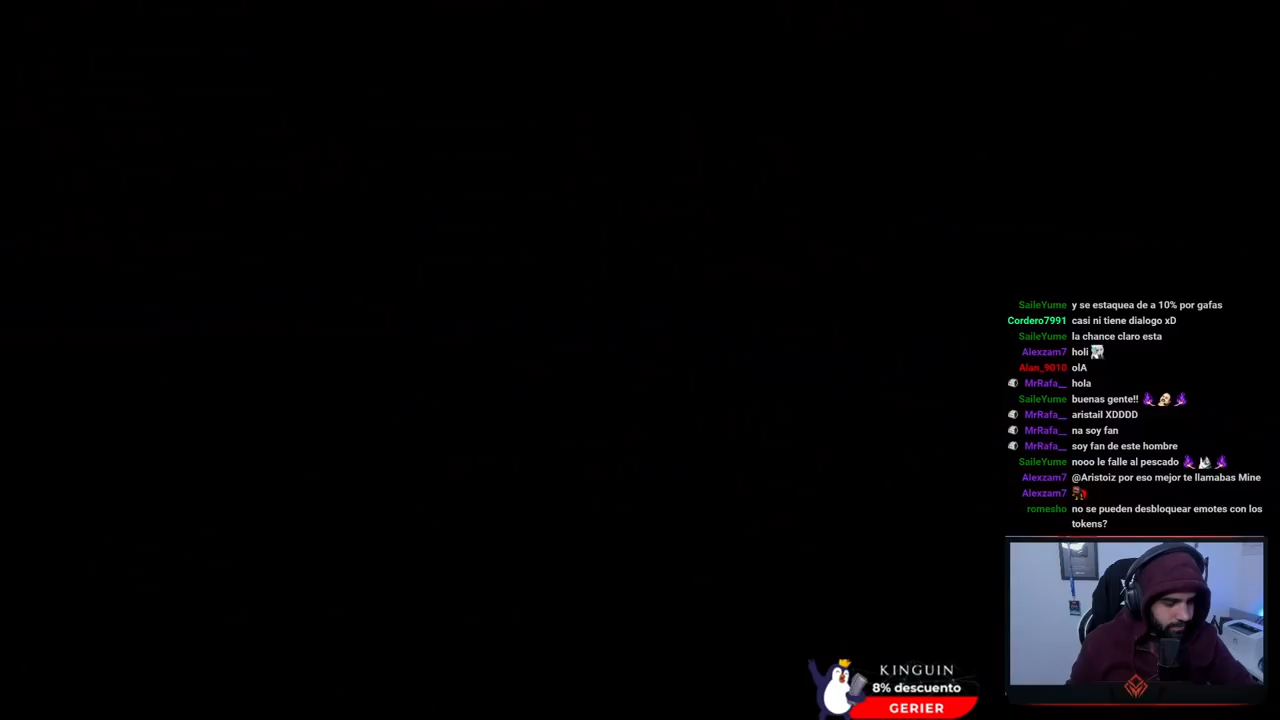 SaileYume y se estaquea de a 10% por gafas
Cordero7991 casi ni tiene dialogo xD
SaileYume la chance claro esta
Alexzam7 holi
Alan_9010 olA
MrRafa__ hola
SaileYume buenas gente!!
MrRafa__ aristail XDDDD
MrRafa__ na soy fan
MrRafa__ soy fan de este hombre
SaileYume nooo le falle al pescado
Alexzam7 @Aristoiz por eso mejor te llamabas Mine
Alexzam7
romesho no se pueden desbloquear emotes con los
tokens?
KINGUIN
8% descuento
GERIER